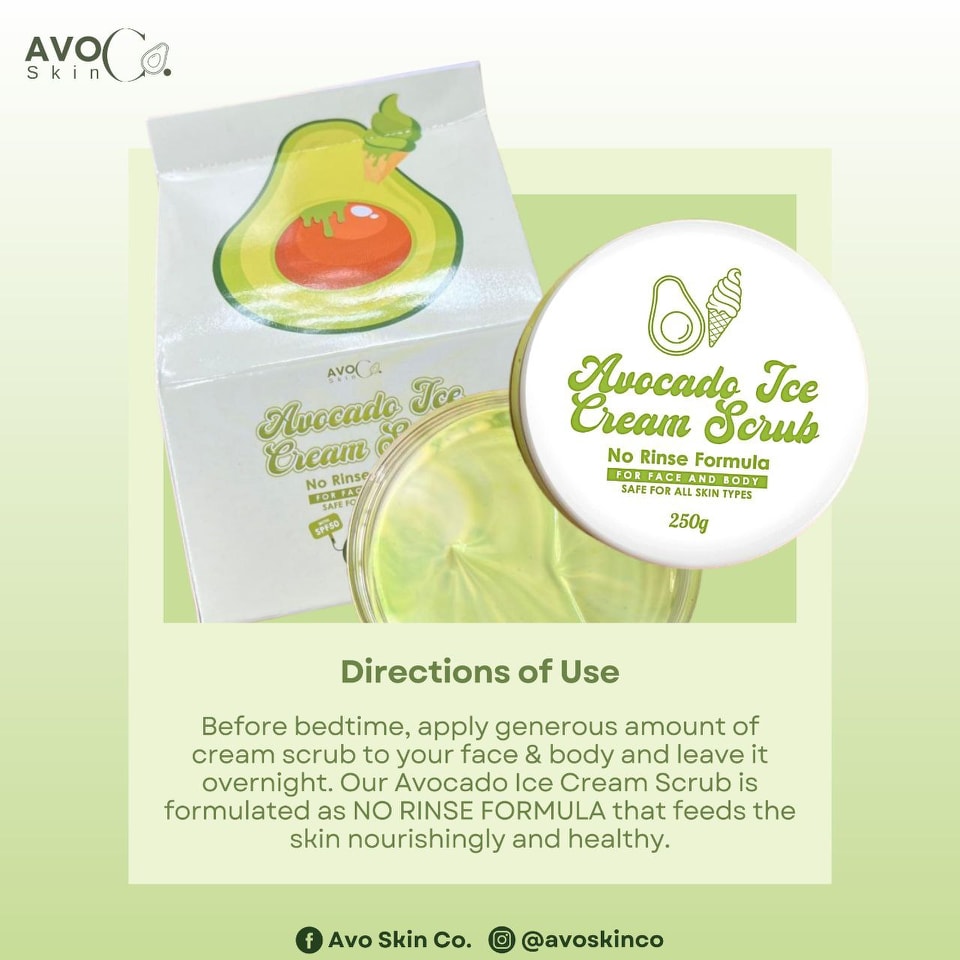 AVO Co.
Skin
AVO Co.
Skin
Avocado Ice
Cream
No Rinse
WITH
SPF50
Avocado Ice
Cream Scrub
No Rinse Formula
FOR FACE AND BODY
SAFE FOR ALL SKIN TYPES
250g
Directions of Use
Before bedtime, apply generous amount of
cream scrub to your face & body and leave it
overnight. Our Avocado Ice Cream Scrub is
formulated as NO RINSE FORMULA that feeds the
skin nourishingly and healthy.
Avo Skin Co. @avoskinco